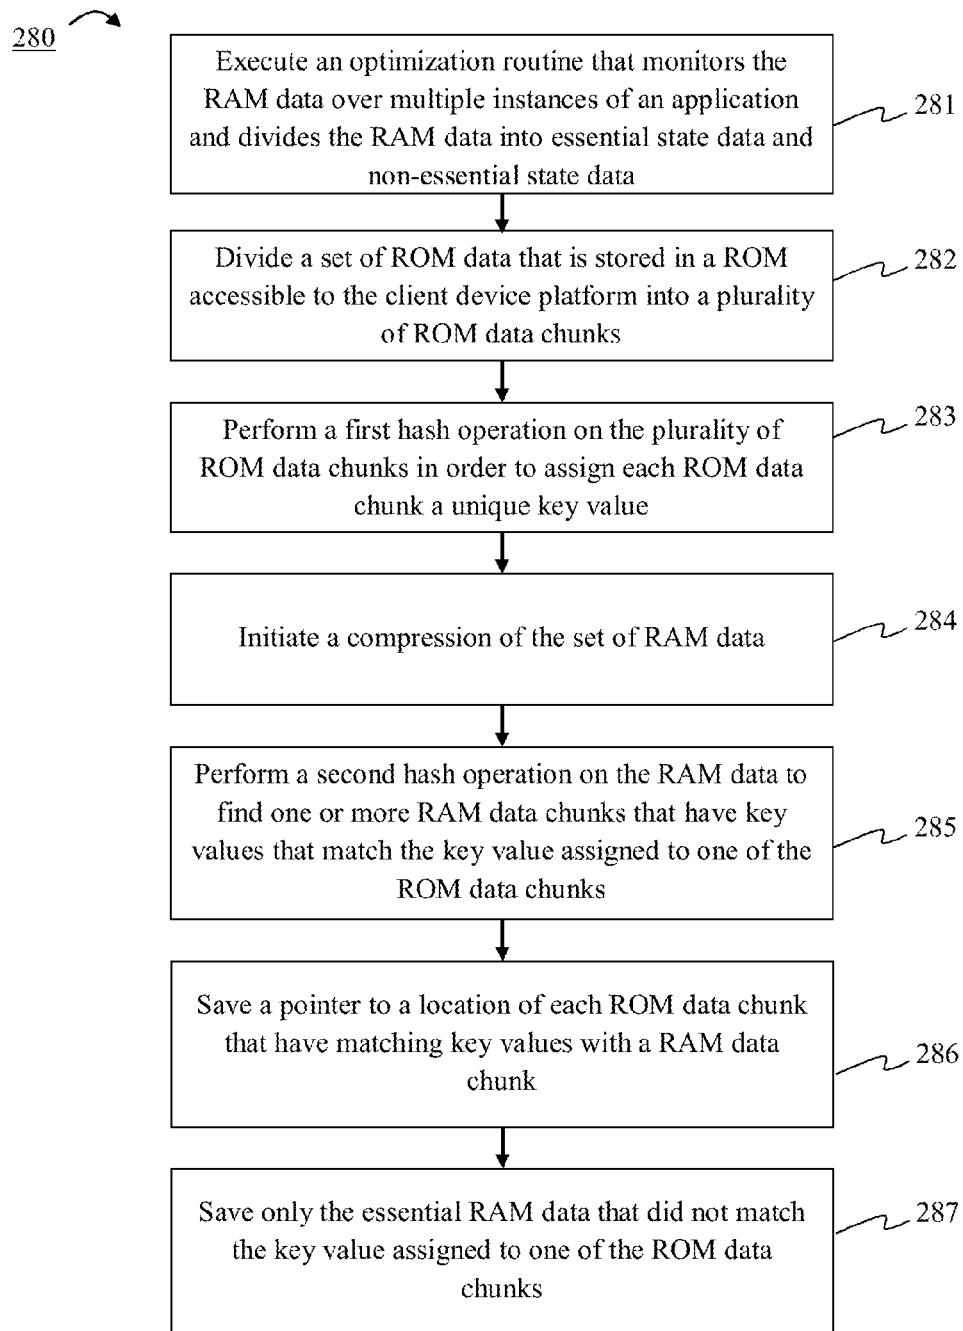 280
Execute an optimization routine that monitors the
RAM data over multiple instances of an application
and divides the RAM data into essential state data and
non-essential state data
281
Divide a set of ROM data that is stored in a ROM
accessible to the client device platform into a plurality
of ROM data chunks
282
Perform a first hash operation on the plurality of
ROM data chunks in order to assign each ROM data
chunk a unique key value
283
Initiate a compression of the set of RAM data
284
Perform a second hash operation on the RAM data to
find one or more RAM data chunks that have key
values that match the key value assigned to one of the
ROM data chunks
285
Save a pointer to a location of each ROM data chunk
that have matching key values with a RAM data
chunk
286
Save only the essential RAM data that did not match
the key value assigned to one of the ROM data
chunks
287